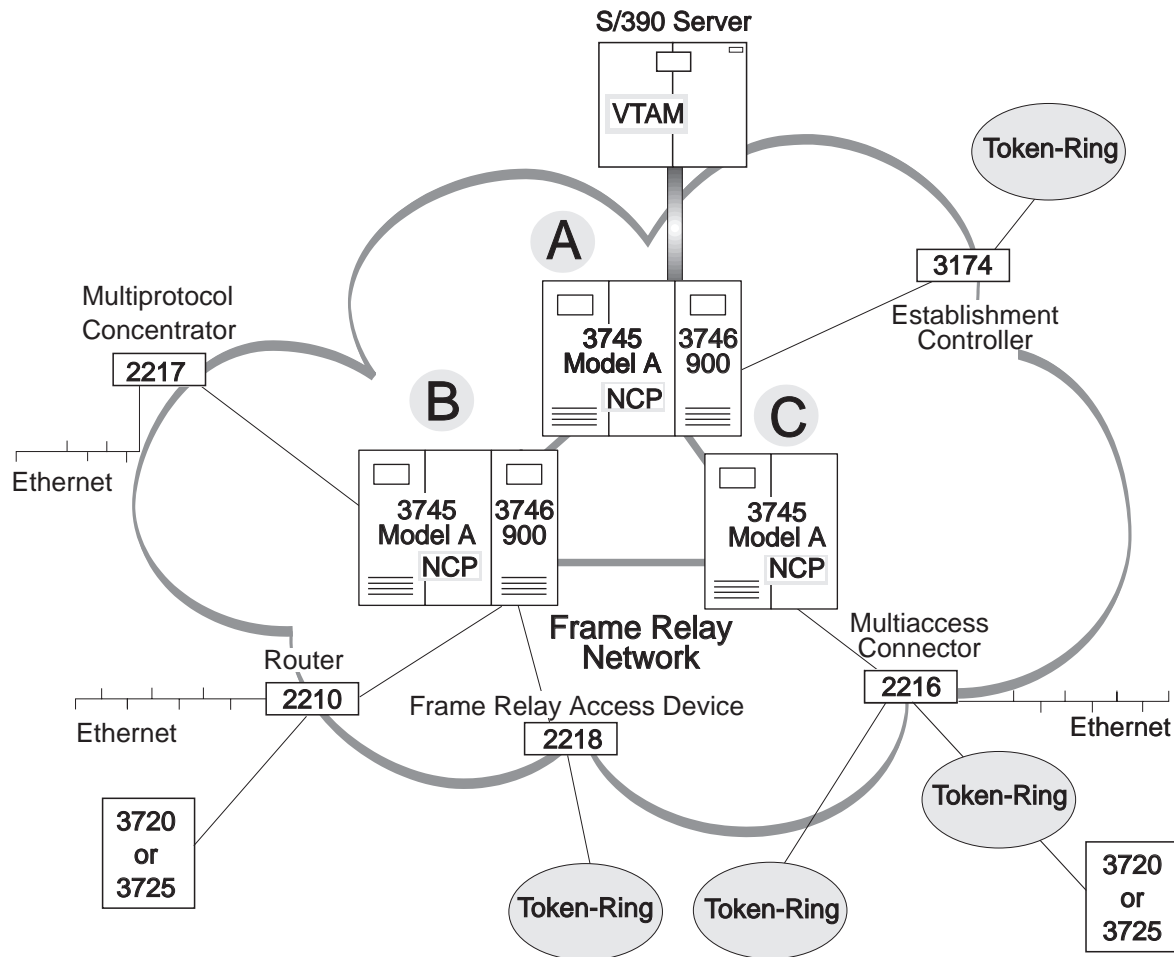 S/390 Server
VTAM
Token-Ring
A
3174
Establishment
Controller
Multiprotocol
Concentrator
2217
Ethernet
3745
Model A
NCP
3746
900
B
3745
Model A
NCP
3746
900
C
3745
Model A
NCP
Frame Relay
Network
Router
2210
Ethernet
Frame Relay Access Device
2218
Multiaccess
Connector
2216
Ethernet
3720
or
3725
Token-Ring
Token-Ring
Token-Ring
3720
or
3725